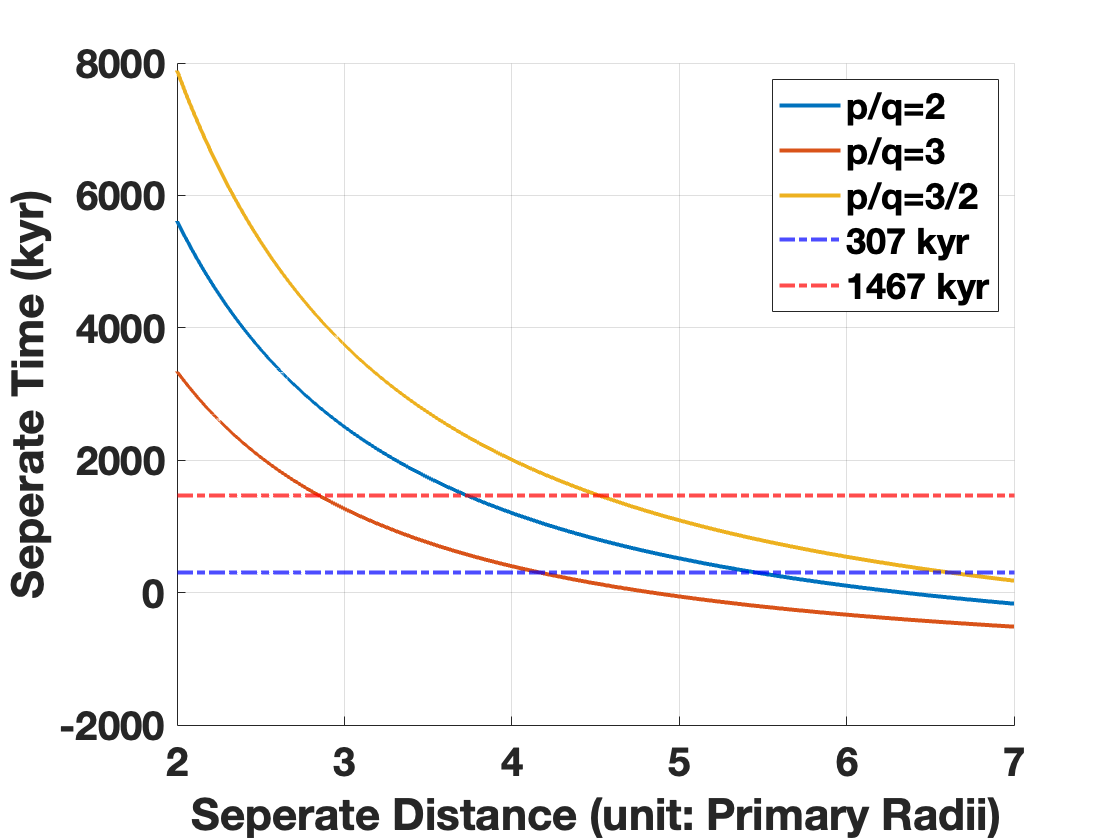 8000
6000
4000
2000
0
-2000
2
3
4
5
6
7
Seperate Time (kyr)
Seperate Distance (unit: Primary Radii)
p/q=2
p/q=3
p/q=3/2
307 kyr
1467 kyr